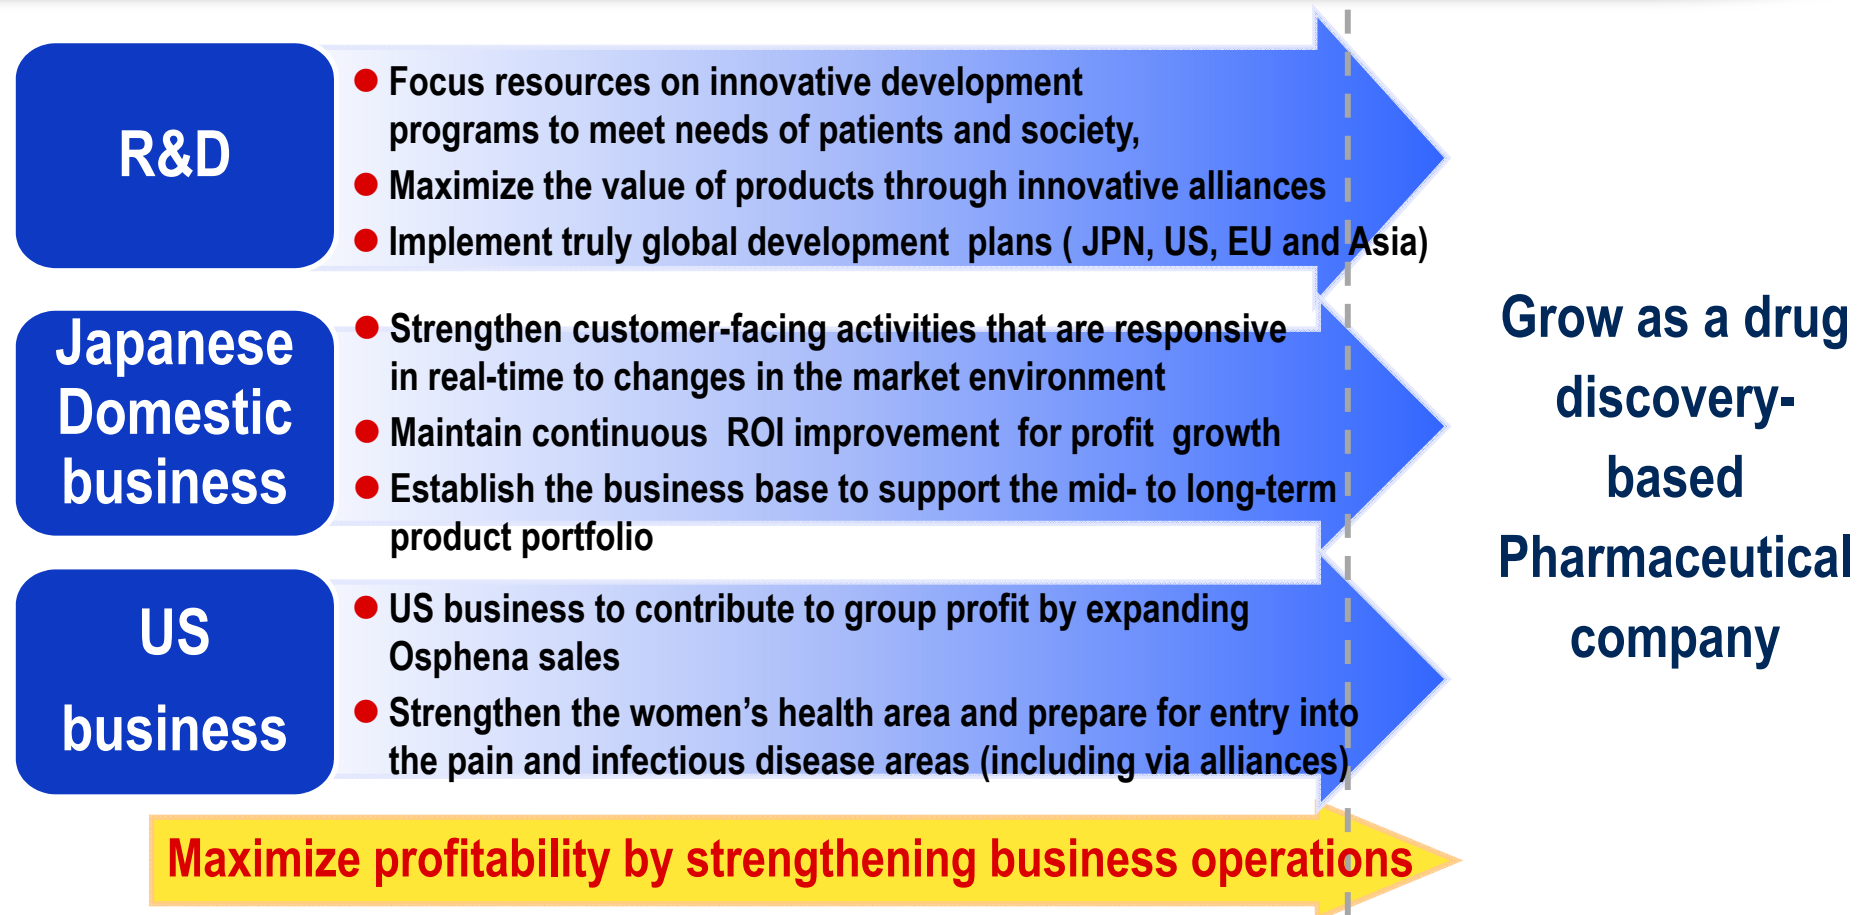 R&D
● Focus resources on innovative development
programs to meet needs of patients and society,
● Maximize the value of products through innovative alliances
● Implement truly global development plans ( JPN, US, EU and Asia)
Japanese
Domestic
business
● Strengthen customer-facing activities that are responsive
in real-time to changes in the market environment
● Maintain continuous ROI improvement for profit growth
● Establish the business base to support the mid- to long-term
product portfolio
US
business
● US business to contribute to group profit by expanding
Osphena sales
● Strengthen the women’s health area and prepare for entry into
the pain and infectious disease areas (including via alliances)
Maximize profitability by strengthening business operations
Grow as a drug
discovery-
based
Pharmaceutical
company